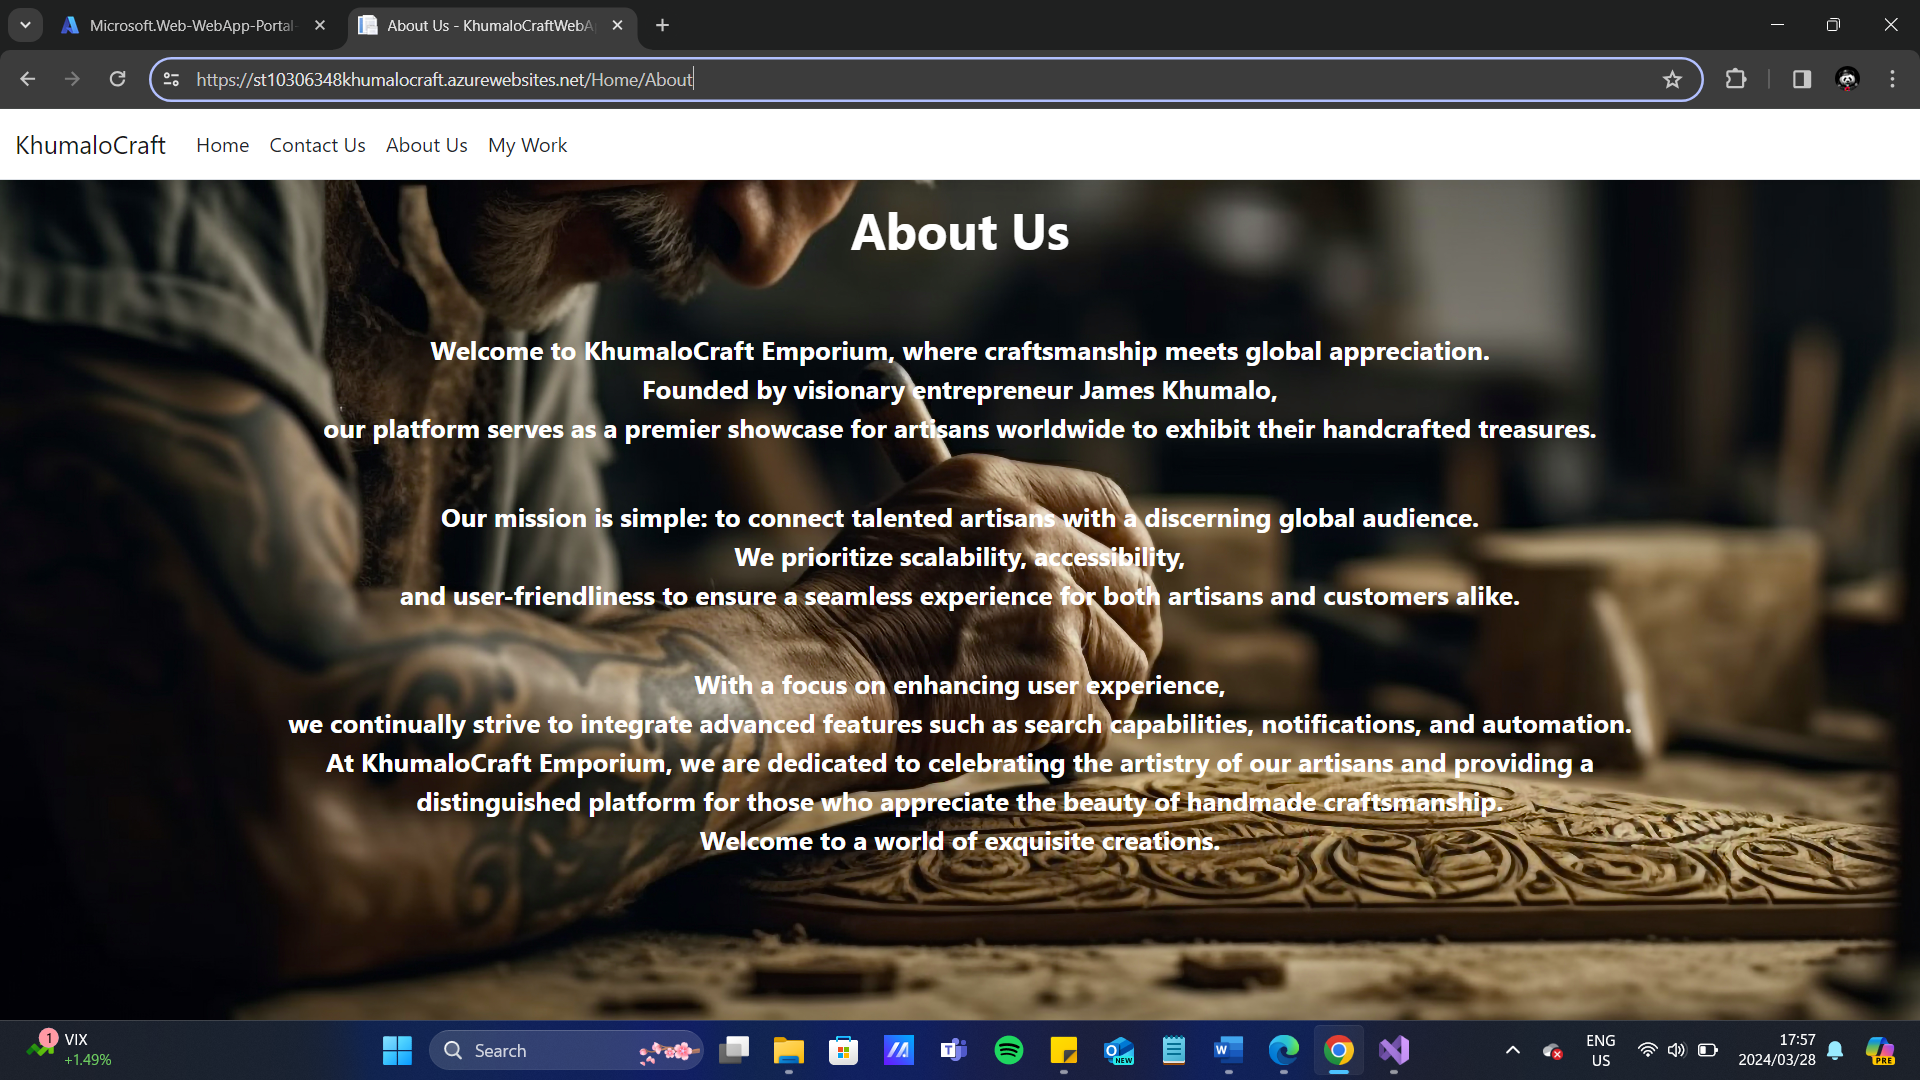 Microsoft.Web-WebApp-Portal-
About Us - KhumaloCraftWebA
https://st10306348khumalocraft.azurewebsites.net/Home/About
KhumaloCraft
Home
Contact Us
About Us
My Work
About Us
Welcome to KhumaloCraft Emporium, where craftsmanship meets global appreciation.
Founded by visionary entrepreneur James Khumalo,
our platform serves as a premier showcase for artisans worldwide to exhibit their handcrafted treasures.
Our mission is simple: to connect talented artisans with a discerning global audience.
We prioritize scalability, accessibility,
and user-friendliness to ensure a seamless experience for both artisans and customers alike.
With a focus on enhancing user experience,
we continually strive to integrate advanced features such as search capabilities, notifications, and automation.
At KhumaloCraft Emporium, we are dedicated to celebrating the artistry of our artisans and providing a
distinguished platform for those who appreciate the beauty of handmade craftsmanship.
Welcome to a world of exquisite creations.
1
VIX
+1.49%
Search
NEW
ENG
US
17:57
2024/03/28
PRE